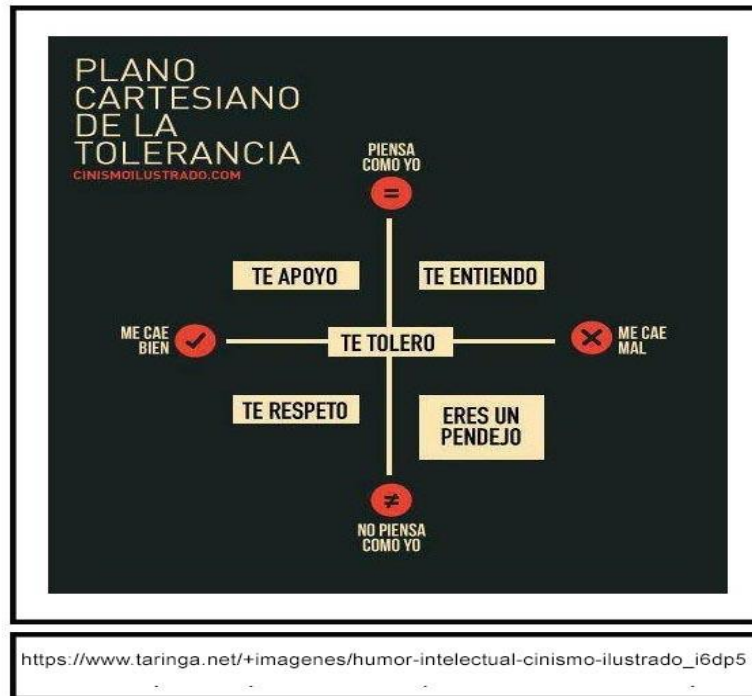 PLANO
CARTESIANO
DE LA
TOLERANCIA
CINISMOILUSTRADO.COM
PIENSA
COMO YO
=
TE APOYO
TE ENTIENDO
ME CAE
BIEN
TE TOLERO
ME CAE
MAL
TE RESPETO
ERES UN
PENDEJO
≠
NO PIENSA
COMO YO
https://www.taringa.net/+imagenes/humor-intelectual-cinismo-ilustrado_i6dp5